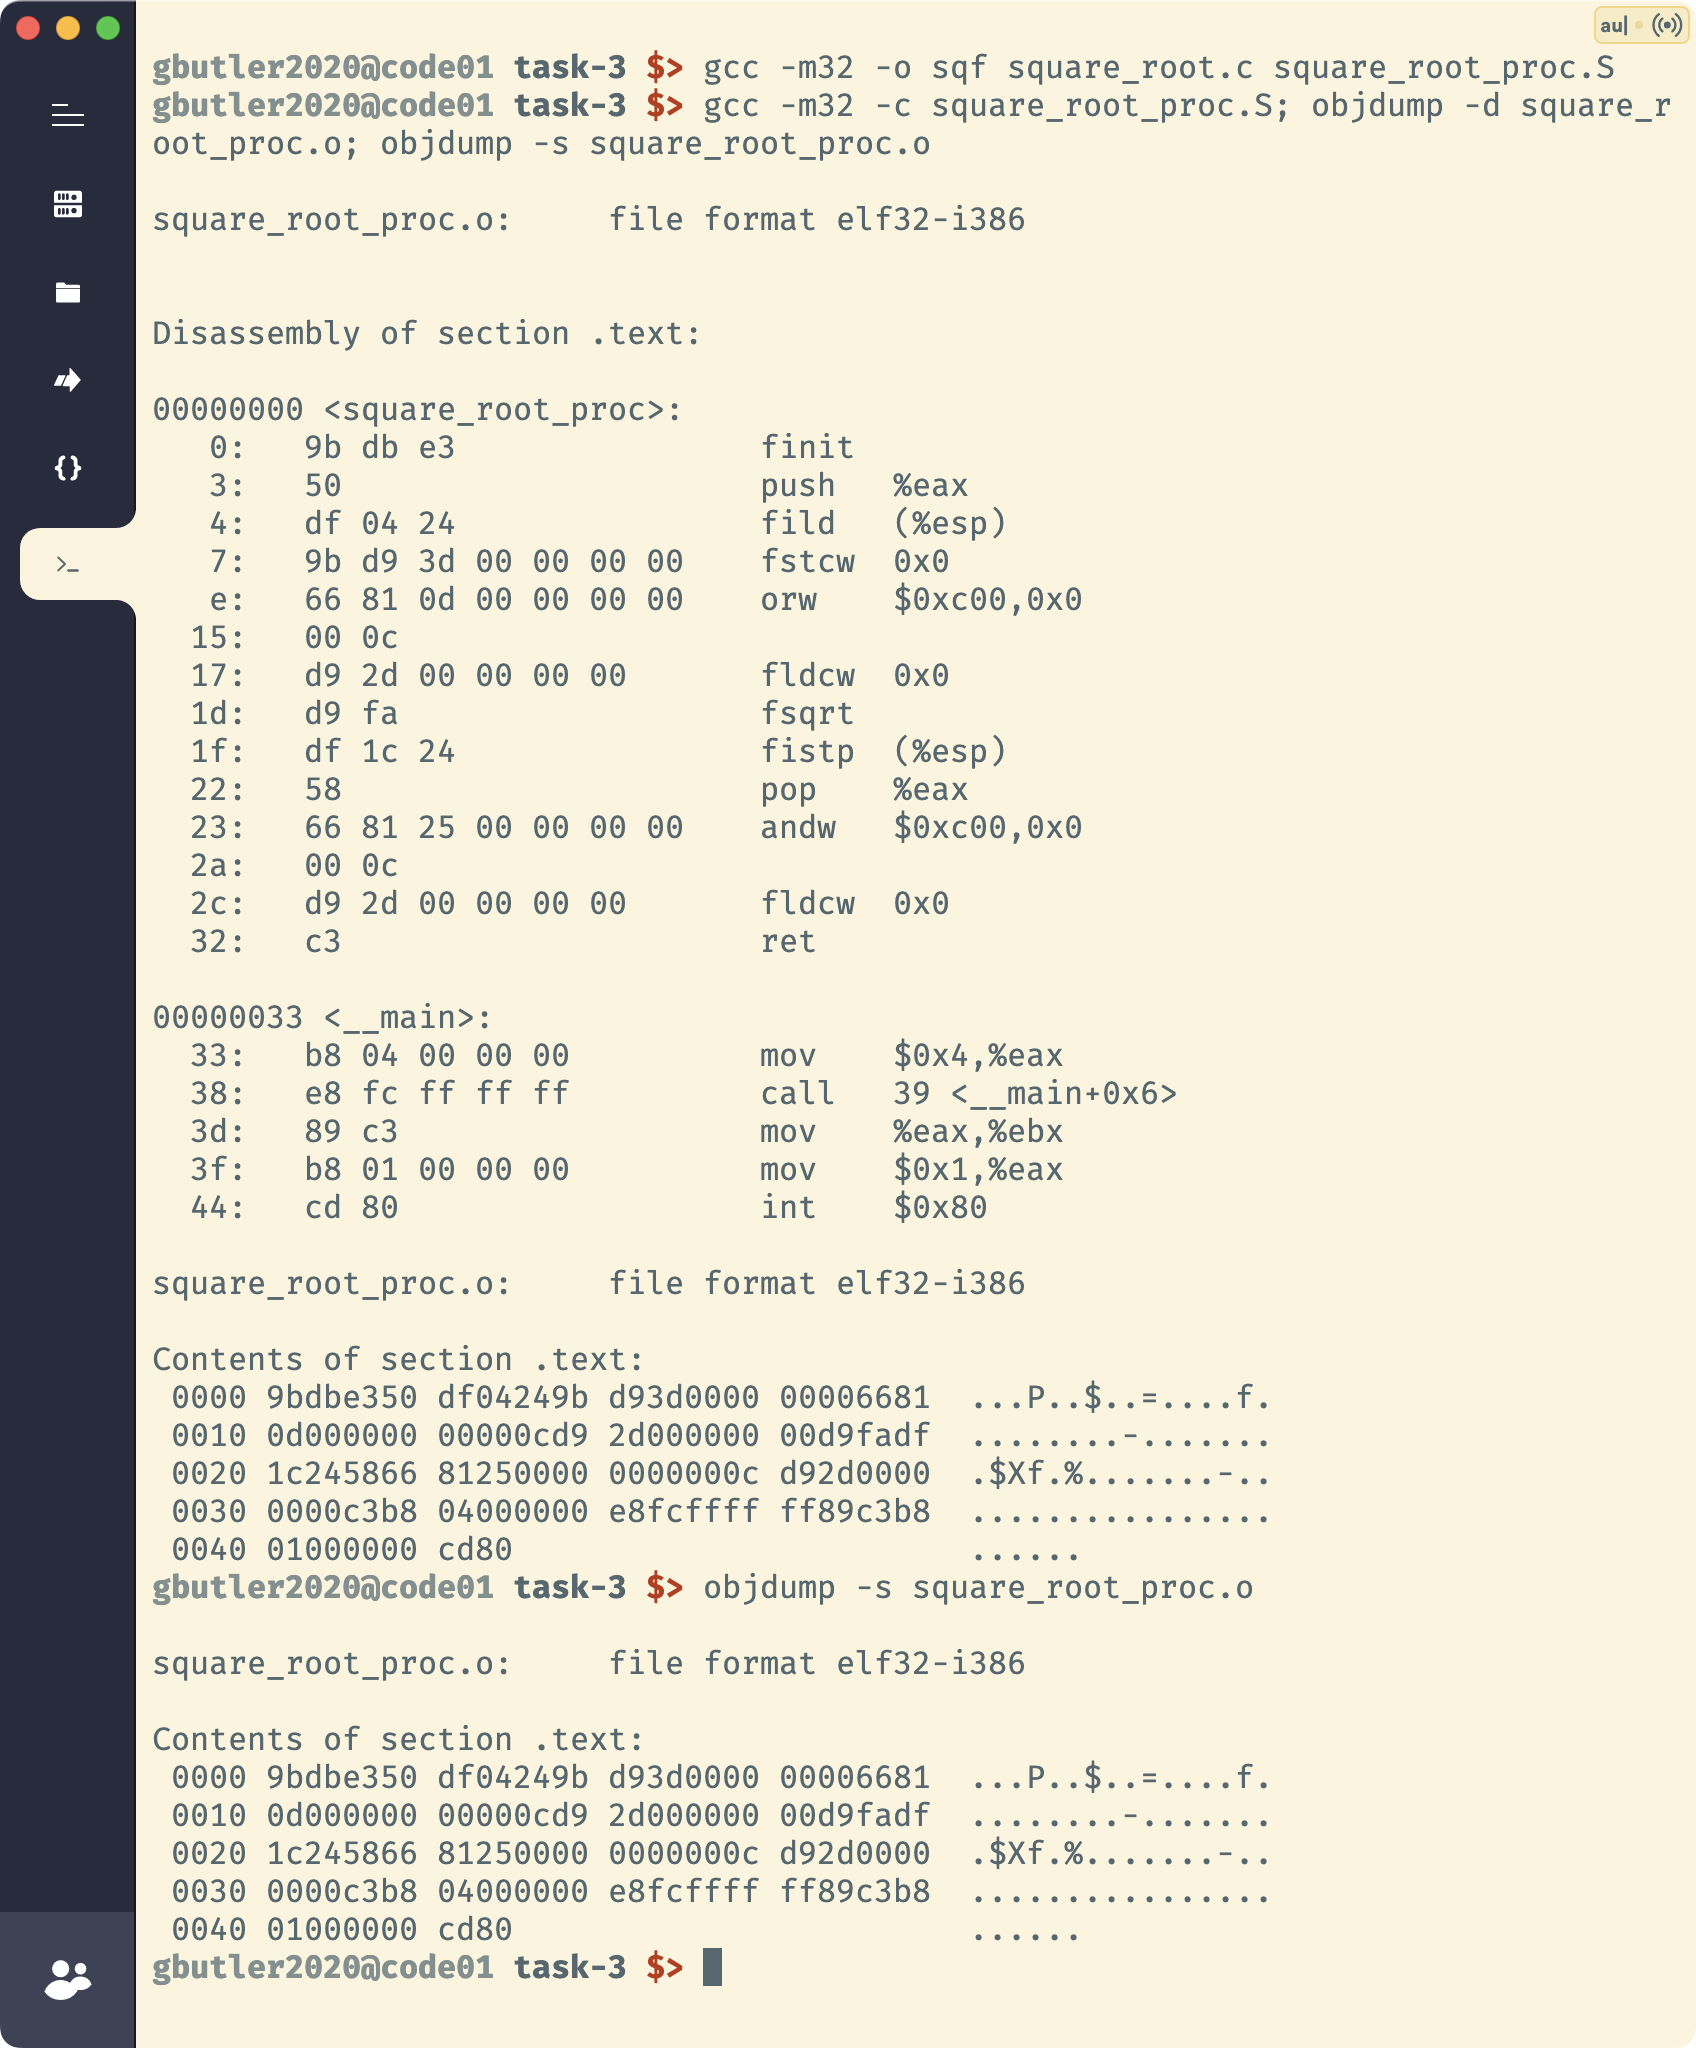 au|
gbutler2020@code01 task-3 $> gcc -m32 -o sqf square_root.c square_root_proc.S
gbutler2020@code01 task-3 $> gcc -m32 -c square_root_proc.S; objdump -d square_r
oot_proc.o; objdump -s square_root_proc.o
square_root_proc.o:     file format elf32-i386
Disassembly of section .text:
00000000 <square_root_proc>:
   0:   9b db e3                finit
   3:   50                      push   %eax
   4:   df 04 24                fild   (%esp)
   7:   9b d9 3d 00 00 00 00    fstcw  0x0
   e:   66 81 0d 00 00 00 00    orw    $0xc00,0x0
  15:   00 0c
  17:   d9 2d 00 00 00 00       fldcw  0x0
  1d:   d9 fa                   fsqrt
  1f:   df 1c 24                fistp  (%esp)
  22:   58                      pop    %eax
  23:   66 81 25 00 00 00 00    andw   $0xc00,0x0
  2a:   00 0c
  2c:   d9 2d 00 00 00 00       fldcw  0x0
  32:   c3                      ret
00000033 <__main>:
  33:   b8 04 00 00 00          mov    $0x4,%eax
  38:   e8 fc ff ff ff          call   39 <__main+0x6>
  3d:   89 c3                   mov    %eax,%ebx
  3f:   b8 01 00 00 00          mov    $0x1,%eax
  44:   cd 80                   int    $0x80
square_root_proc.o:     file format elf32-i386
Contents of section .text:
 0000 9bdbe350 df04249b d93d0000 00006681  ...P..$..=....f.
 0010 0d000000 00000cd9 2d000000 00d9fadf  ........-.......
 0020 1c245866 81250000 0000000c d92d0000  .$Xf.%.......-..
 0030 0000c3b8 04000000 e8fcffff ff89c3b8  ................
 0040 01000000 cd80                        ......
gbutler2020@code01 task-3 $> objdump -s square_root_proc.o
square_root_proc.o:     file format elf32-i386
Contents of section .text:
 0000 9bdbe350 df04249b d93d0000 00006681  ...P..$..=....f.
 0010 0d000000 00000cd9 2d000000 00d9fadf  ........-.......
 0020 1c245866 81250000 0000000c d92d0000  .$Xf.%.......-..
 0030 0000c3b8 04000000 e8fcffff ff89c3b8  ................
 0040 01000000 cd80                        ......
gbutler2020@code01 task-3 $>